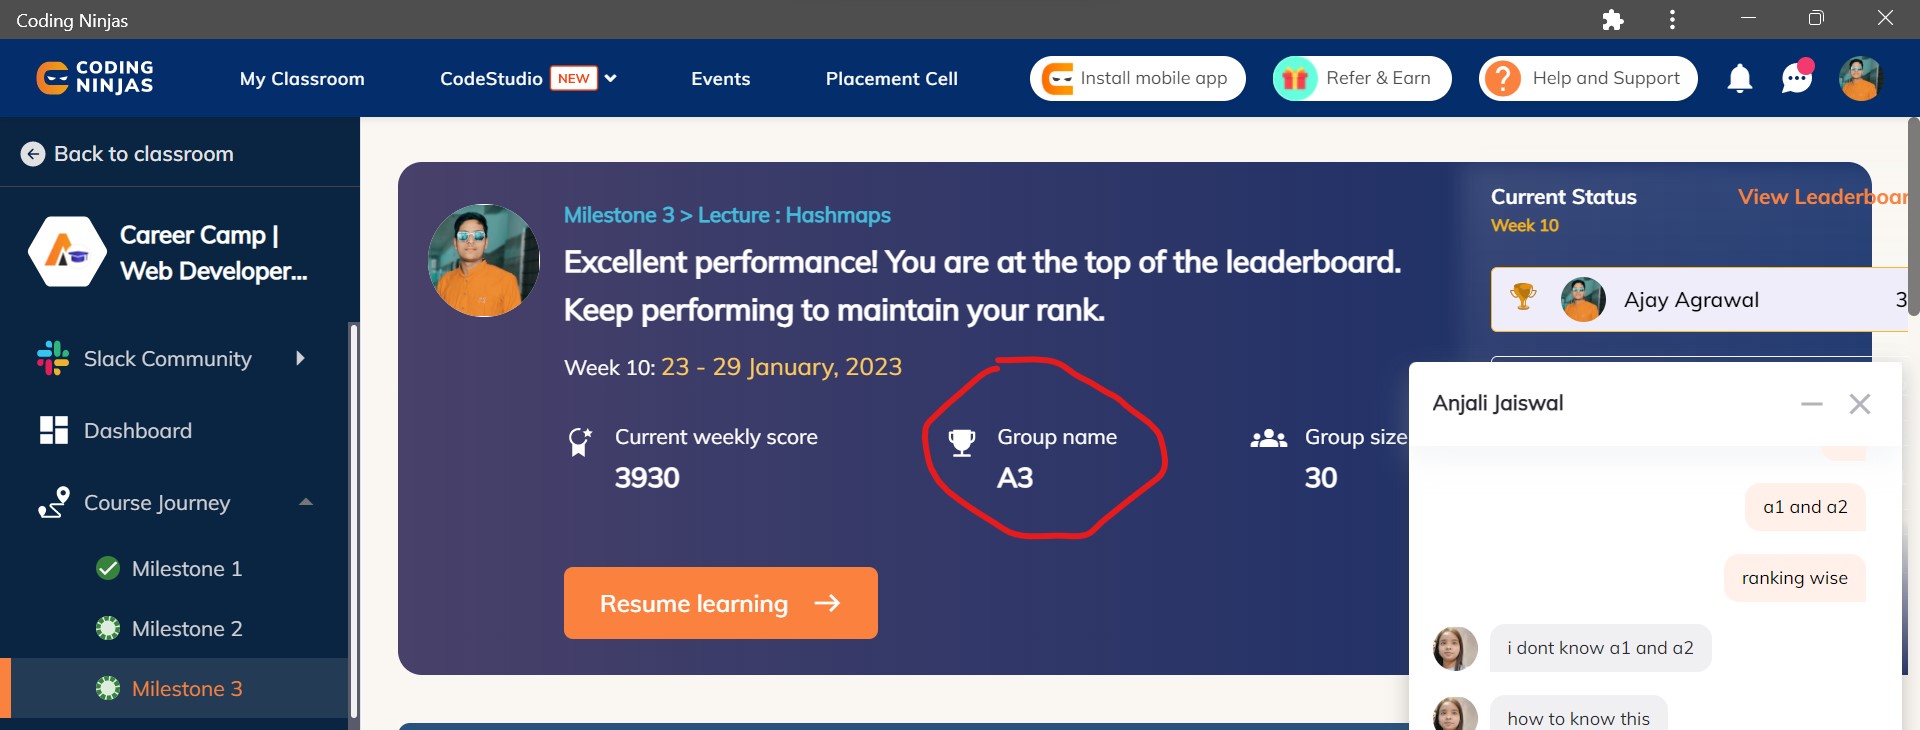 Coding Ninjas
CODING
NINJAS
My Classroom
CodeStudio NEW
Events
Placement Cell
Install mobile app
Refer & Earn
Help and Support
Back to classroom
Career Camp |
Web Developer...
Slack Community
Dashboard
Course Journey
Milestone 1
Milestone 2
Milestone 3
Milestone 3 > Lecture : Hashmaps
Excellent performance! You are at the top of the leaderboard.
Keep performing to maintain your rank.
Week 10: 23 - 29 January, 2023
Current weekly score
3930
Group name
A3
Group size
30
Resume learning
Current Status
View Leaderboar
Week 10
Ajay Agrawal
3
Anjali Jaiswal
a1 and a2
ranking wise
i dont know a1 and a2
how to know this